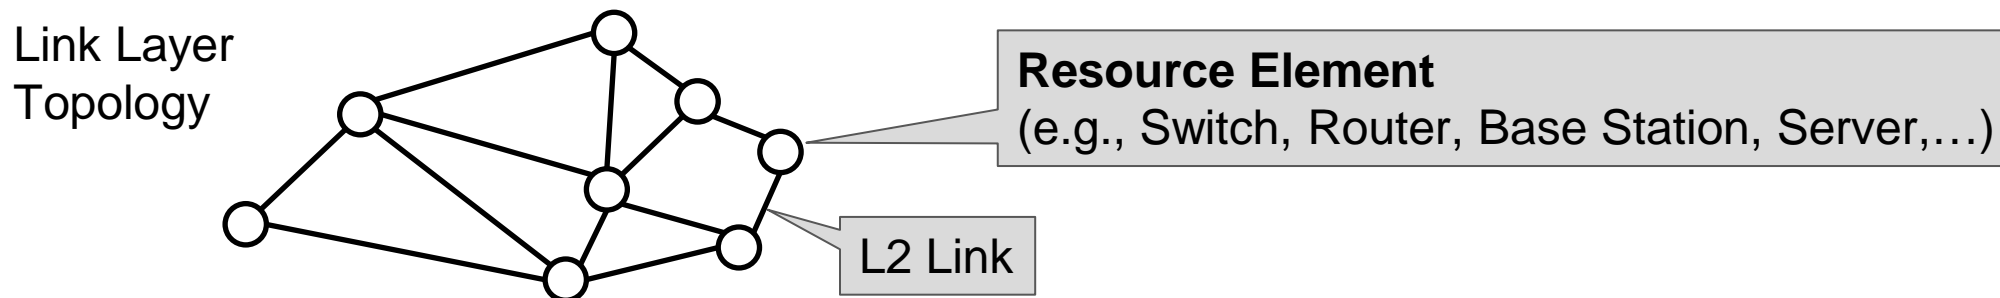 Link Layer
Topology
Resource Element
(e.g., Switch, Router, Base Station, Server,…)
L2 Link